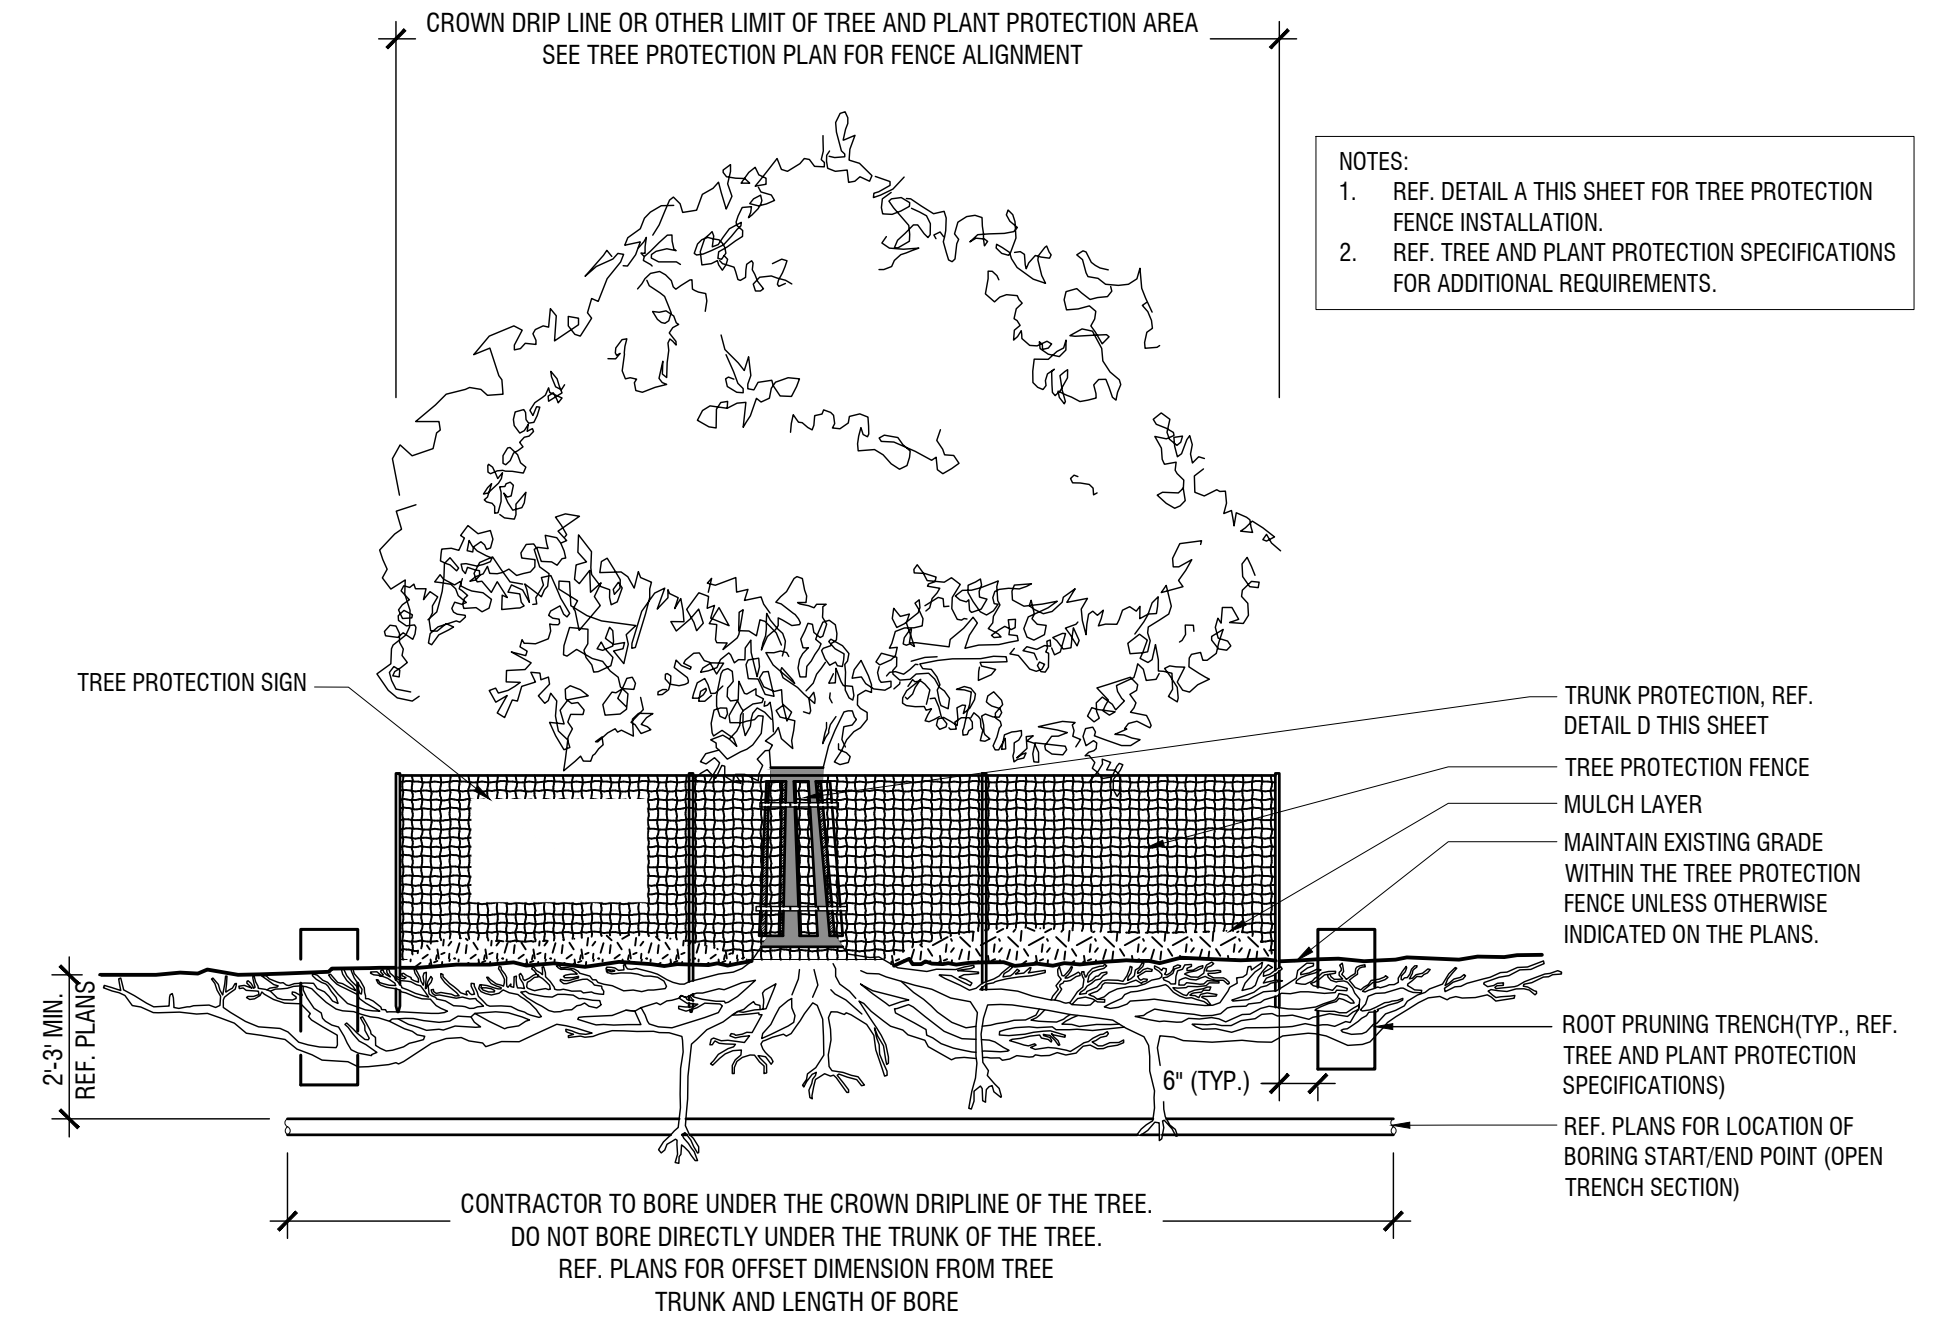 CROWN DRIP LINE OR OTHER LIMIT OF TREE AND PLANT PROTECTION AREA
SEE TREE PROTECTION PLAN FOR FENCE ALIGNMENT
NOTES:
1. REF. DETAIL A THIS SHEET FOR TREE PROTECTION
FENCE INSTALLATION.
2. REF. TREE AND PLANT PROTECTION SPECIFICATIONS
FOR ADDITIONAL REQUIREMENTS.
TREE PROTECTION SIGN
TRUNK PROTECTION, REF.
DETAIL D THIS SHEET
TREE PROTECTION FENCE
MULCH LAYER
MAINTAIN EXISTING GRADE
WITHIN THE TREE PROTECTION
FENCE UNLESS OTHERWISE
INDICATED ON THE PLANS.
2'-3' MIN.
REF. PLANS
ROOT PRUNING TRENCH(TYP., REF.
TREE AND PLANT PROTECTION
SPECIFICATIONS)
6" (TYP.)
REF. PLANS FOR LOCATION OF
BORING START/END POINT (OPEN
TRENCH SECTION)
CONTRACTOR TO BORE UNDER THE CROWN DRIPLINE OF THE TREE.
DO NOT BORE DIRECTLY UNDER THE TRUNK OF THE TREE.
REF. PLANS FOR OFFSET DIMENSION FROM TREE
TRUNK AND LENGTH OF BORE